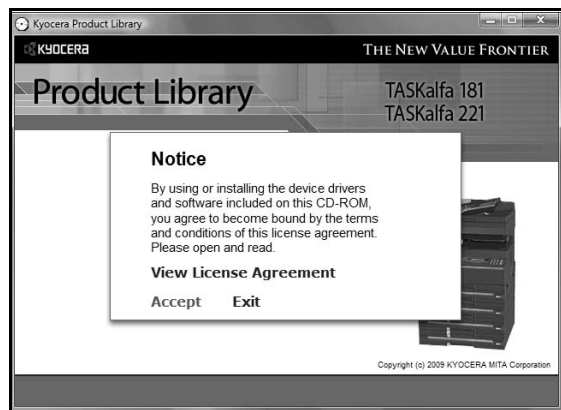 Kyocera Product Library
KYOCERA
THE NEW VALUE FRONTIER
Product Library
TASKalfa 181
TASKalfa 221
Notice
By using or installing the device drivers
and software included on this CD-ROM,
you agree to become bound by the terms
and conditions of this license agreement.
Please open and read.
View License Agreement
Accept Exit
Copyright (c) 2009 KYOCERA MITA Corporation